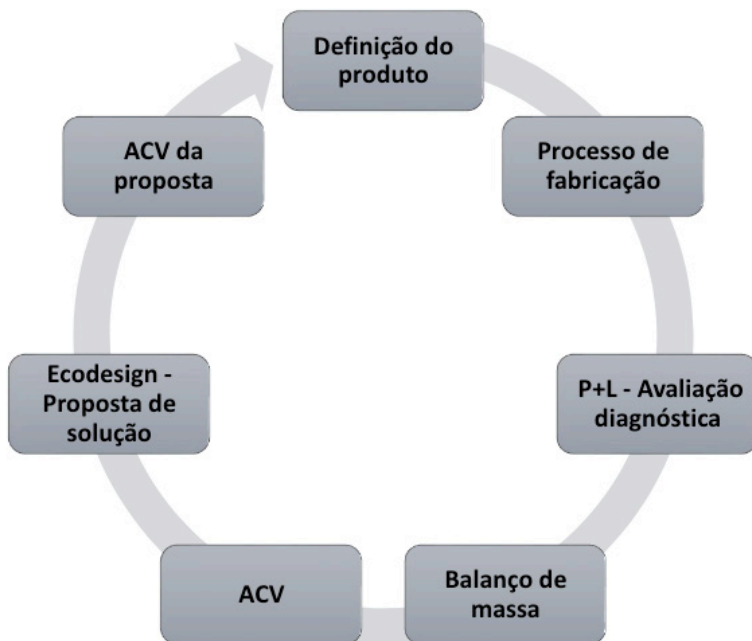 Definição do
produto
Processo de
fabricação
P+L - Avaliação
diagnóstica
Balanço de
massa
ACV
Ecodesign -
Proposta de
solução
ACV da
proposta